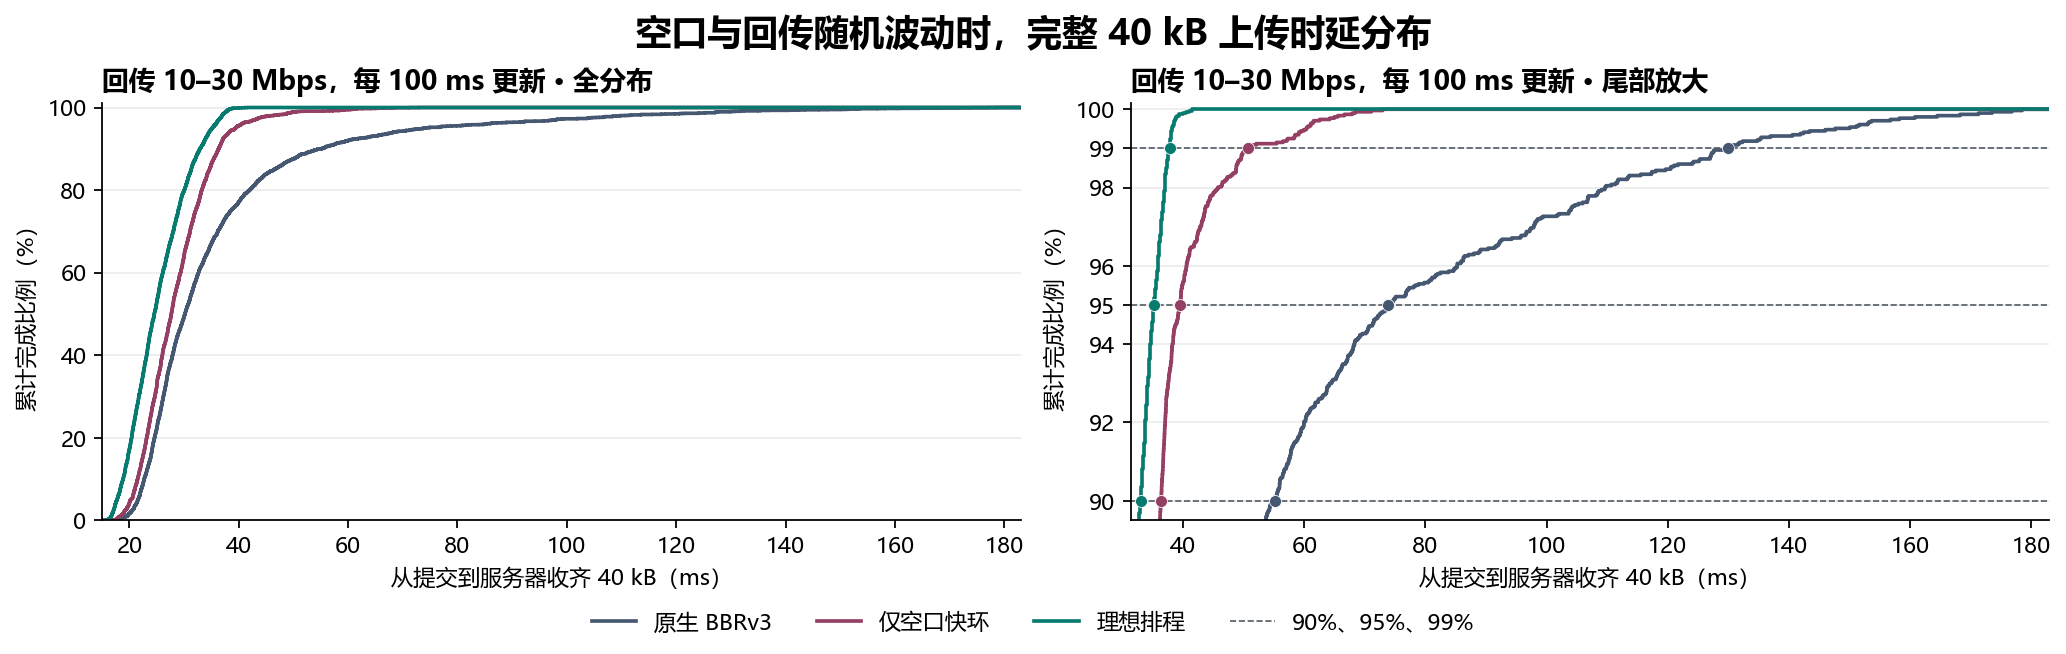 空口与回传随机波动时，完整 40 kB 上传时延分布
回传 10–30 Mbps，每 100 ms 更新 • 全分布
100
80
60
40
20
0
累计完成比例（%）
20 40 60 80 100 120 140 160 180
从提交到服务器收齐 40 kB（ms）
回传 10–30 Mbps，每 100 ms 更新 • 尾部放大
100
99
98
96
95
94
92
90
累计完成比例（%）
40 60 80 100 120 140 160 180
从提交到服务器收齐 40 kB（ms）
原生 BBRv3 仅空口快环 理想排程 90%、95%、99%